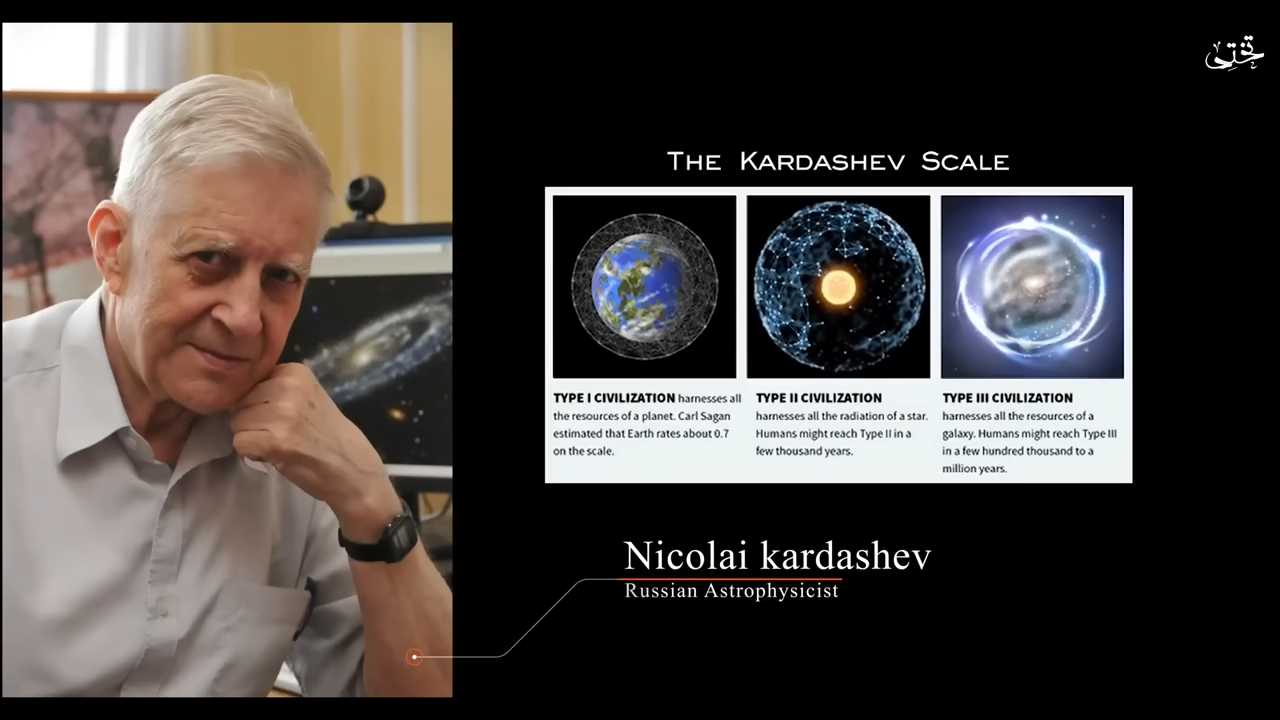 The Kardashev Scale
TYPE I CIVILIZATION harnesses all
the resources of a planet. Carl Sagan
estimated that Earth rates about 0.7
on the scale.
TYPE II CIVILIZATION
harnesses all the radiation of a star.
Humans might reach Type II in a
few thousand years.
TYPE III CIVILIZATION
harnesses all the resources of a
galaxy. Humans might reach Type III
in a few hundred thousand to a
million years.
Nicolai kardashev
Russian Astrophysicist